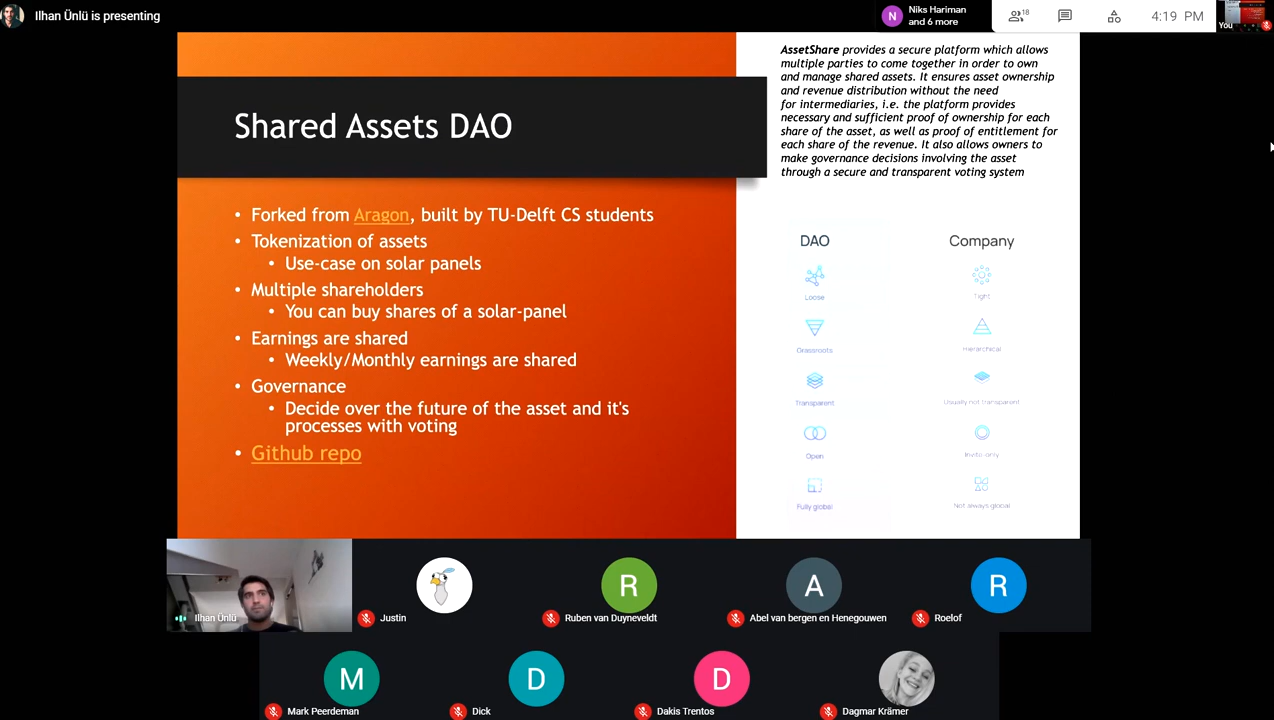 Ilhan Ünlü is presenting
Niks Hariman
and 6 more
18
4:19 PM
You
Shared Assets DAO
• Forked from Aragon, built by TU-Delft CS students
• Tokenization of assets
• Use-case on solar panels
• Multiple shareholders
• You can buy shares of a solar-panel
• Earnings are shared
• Weekly/Monthly earnings are shared
• Governance
• Decide over the future of the asset and it's
processes with voting
• Github repo
AssetShare provides a secure platform which allows
multiple parties to come together in order to own
and manage shared assets. It ensures asset ownership
and revenue distribution without the need
for intermediaries, i.e. the platform provides
necessary and sufficient proof of ownership for each
share of the asset, as well as proof of entitlement for
each share of the revenue. It also allows owners to
make governance decisions involving the asset
through a secure and transparent voting system
DAO Company
Loose Tight
Grassroots Hierarchical
Transparent Usually not transparent
Open Invite-only
Fully global Not always global
Ilhan Ünlü
Justin
R
Ruben van Duyneveldt
A
Abel van bergen en Henegouwen
R
Roelof
M
Mark Peerdeman
D
Dick
D
Dakis Trentos
Dagmar Krämer
N